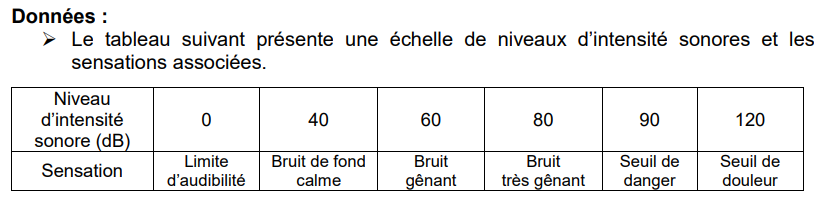 Données :
➢ Le tableau suivant présente une échelle de niveaux d’intensité sonores et les
sensations associées.
Niveau
d’intensité
sonore (dB)
0
40
60
80
90
120
Sensation
Limite
d’audibilité
Bruit de fond
calme
Bruit
gênant
Bruit
très gênant
Seuil de
danger
Seuil de
douleur